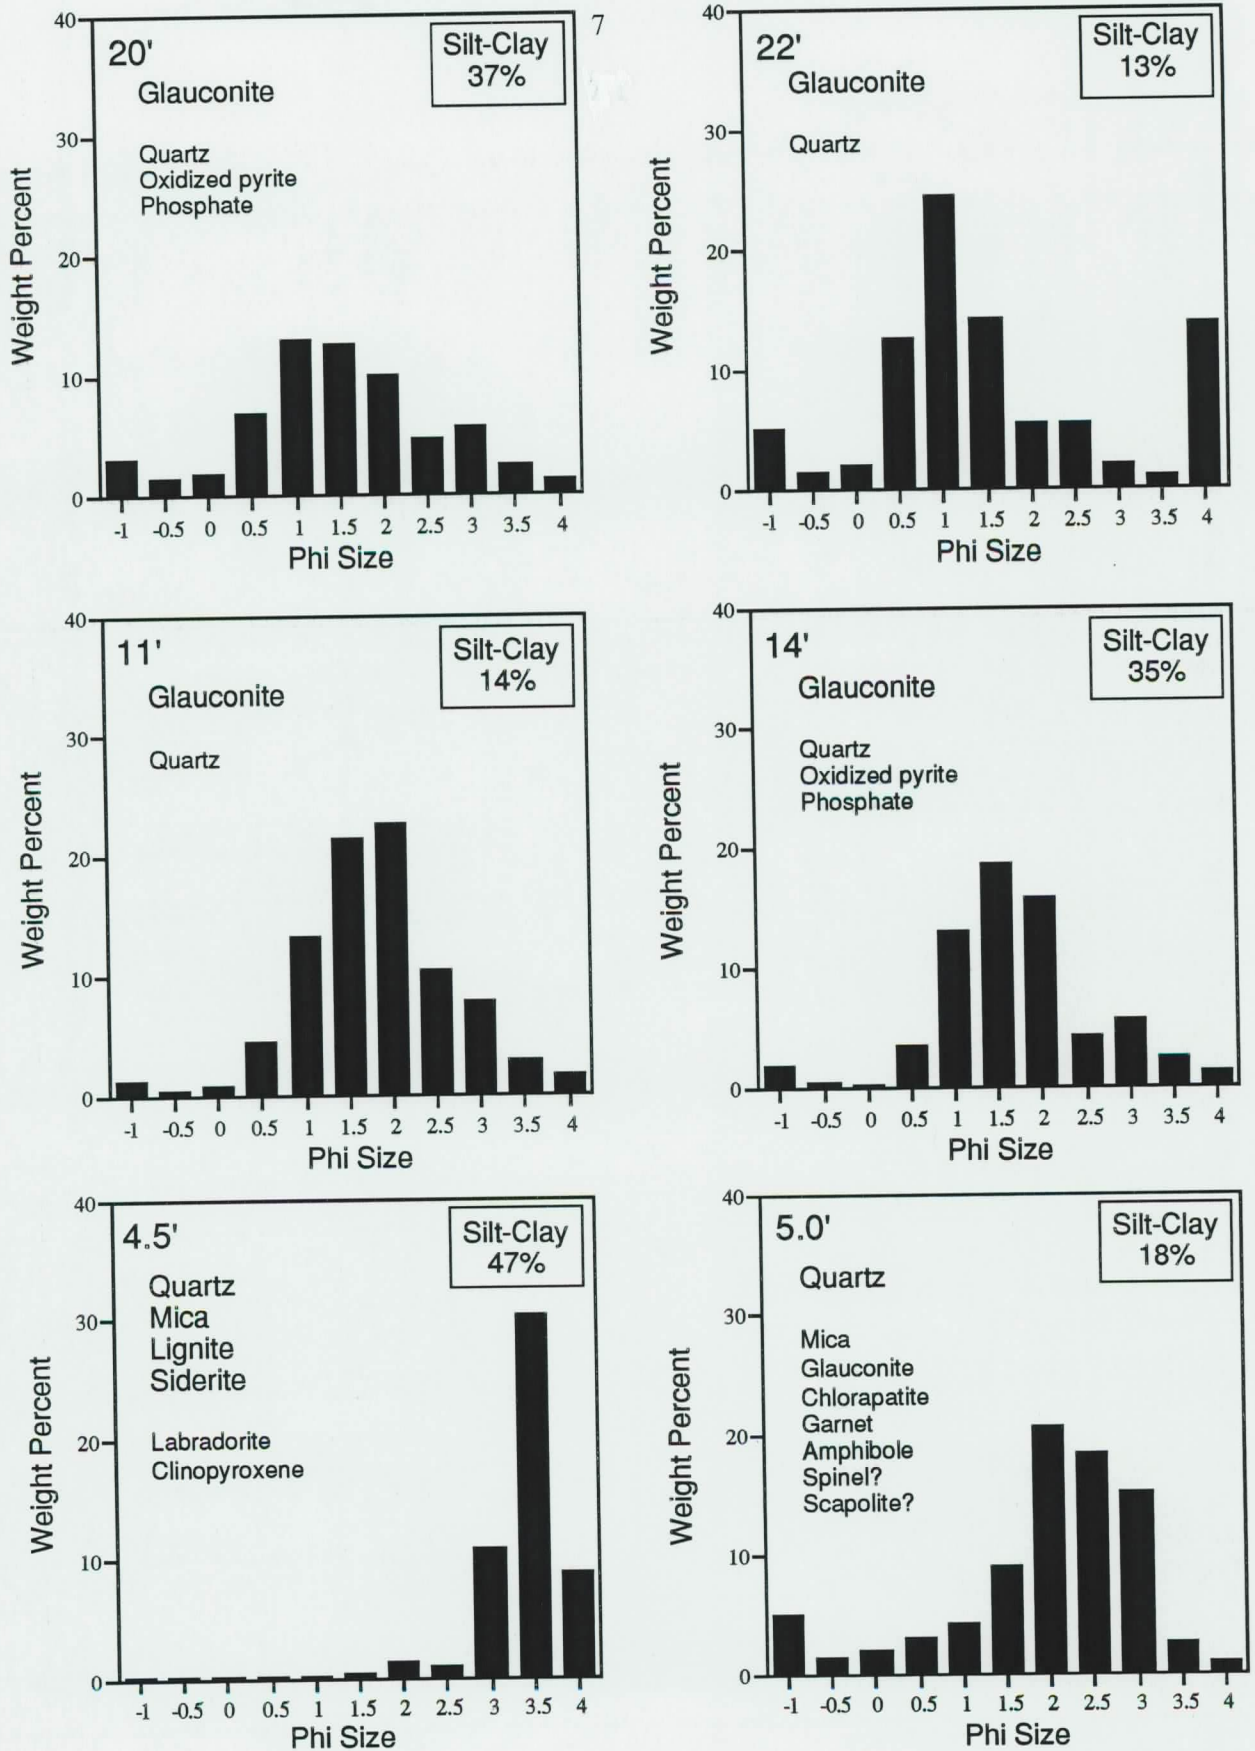 7
20'
Silt-Clay
37%
Glauconite
Quartz
Oxidized pyrite
Phosphate
Weight Percent
40
30
20
10
0
-1 -0.5 0 0.5 1 1.5 2 2.5 3 3.5 4
Phi Size
22'
Silt-Clay
13%
Glauconite
Quartz
Weight Percent
40
30
20
10
0
-1 -0.5 0 0.5 1 1.5 2 2.5 3 3.5 4
Phi Size
11'
Silt-Clay
14%
Glauconite
Quartz
Weight Percent
40
30
20
10
0
-1 -0.5 0 0.5 1 1.5 2 2.5 3 3.5 4
Phi Size
14'
Silt-Clay
35%
Glauconite
Quartz
Oxidized pyrite
Phosphate
Weight Percent
40
30
20
10
0
-1 -0.5 0 0.5 1 1.5 2 2.5 3 3.5 4
Phi Size
4.5'
Silt-Clay
47%
Quartz
Mica
Lignite
Siderite
Labradorite
Clinopyroxene
Weight Percent
40
30
20
10
0
-1 -0.5 0 0.5 1 1.5 2 2.5 3 3.5 4
Phi Size
5.0'
Silt-Clay
18%
Quartz
Mica
Glauconite
Chlorapatite
Garnet
Amphibole
Spinel?
Scapolite?
Weight Percent
40
30
20
10
0
-1 -0.5 0 0.5 1 1.5 2 2.5 3 3.5 4
Phi Size